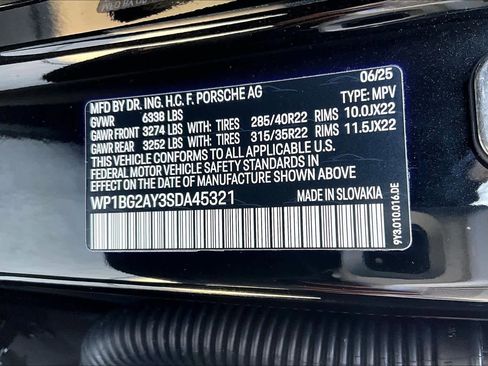 06/25
MFD BY DR. ING. H.C. F. PORSCHE AG TYPE: MPV
GVWR 6338 LBS
GAWR FRONT 3274 LBS WITH: TIRES 285/40R22 RIMS 10.0JX22
GAWR REAR 3252 LBS WITH: TIRES 315/35R22 RIMS 11.5JX22
THIS VEHICLE CONFORMS TO ALL APPLICABLE U.S.
FEDERAL MOTOR VEHICLE SAFETY STANDARDS IN
EFFECT ON THE DATE OF MANUFACTURE SHOWN ABOVE.
WP1BG2AY3SDA45321 MADE IN SLOVAKIA
9Y3.010.016.DE